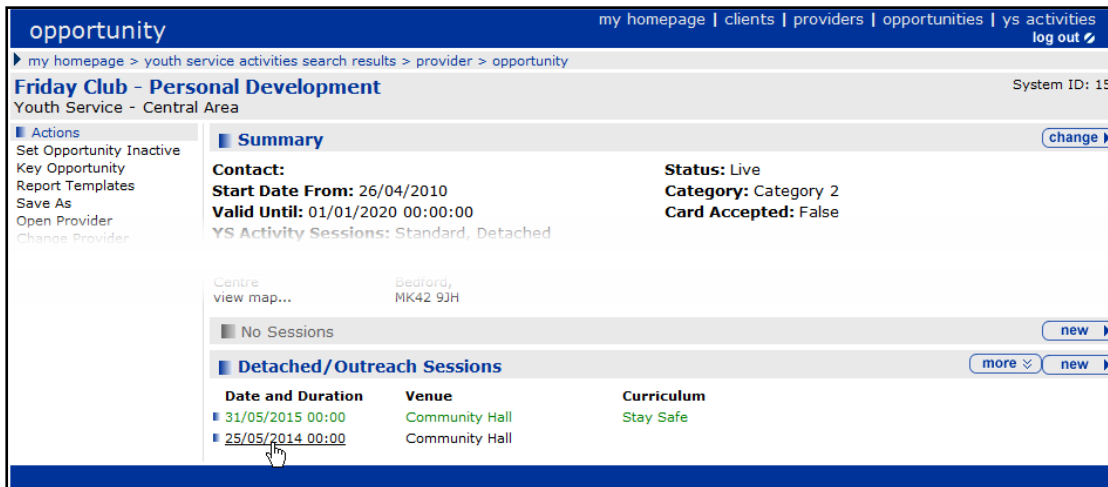 opportunity
my homepage | clients | providers | opportunities | ys activities
log out
my homepage > youth service activities search results > provider > opportunity
Friday Club - Personal Development
System ID: 15
Youth Service - Central Area
Actions
Set Opportunity Inactive
Key Opportunity
Report Templates
Save As
Open Provider
Change Provider
Summary
change
Contact:
Status: Live
Start Date From: 26/04/2010
Category: Category 2
Valid Until: 01/01/2020 00:00:00
Card Accepted: False
YS Activity Sessions: Standard, Detached
Centre Bedford,
view map... MK42 9JH
No Sessions
new
Detached/Outreach Sessions
more new
Date and Duration Venue Curriculum
31/05/2015 00:00 Community Hall Stay Safe
25/05/2014 00:00 Community Hall